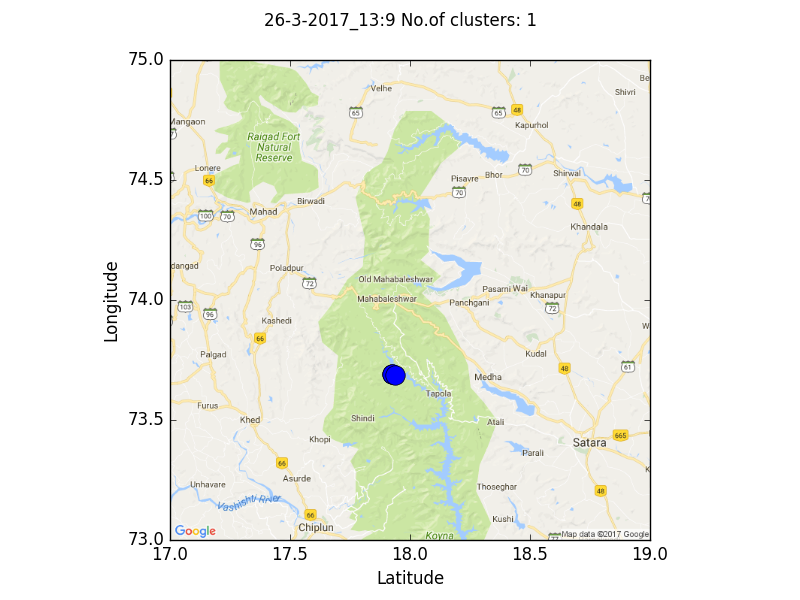 26-3-2017_13:9 No.of clusters: 1
75.0
Velhe
Shivri
65
65
48
Kapurhol
Mangaon
Raigad Fort
Natural
Reserve
Lonere
66
70
Pisavre
Bhor
Shirwal
74.5
70
Birwadi
48
100
70
Mahad
Khandala
96
Poladpur
72
Old Mahabaleshwar
Pasarni
Wai
Khanapur
74.0
Mahabaleshwar
Panchgani
103
96
72
Kashedi
66
Palgad
Kudal
48
61
Medha
Tapola
Furus
Khed
Shindi
Atali
73.5
Khopi
Satara
665
Parali
66
Asurde
Unhavare
Thoseghar
48
Vashishti River
66
Chiplun
Kushi
Koyna
Google
Map data ©2017 Google
73.0
17.0
17.5
18.0
18.5
19.0
Latitude
Longitude